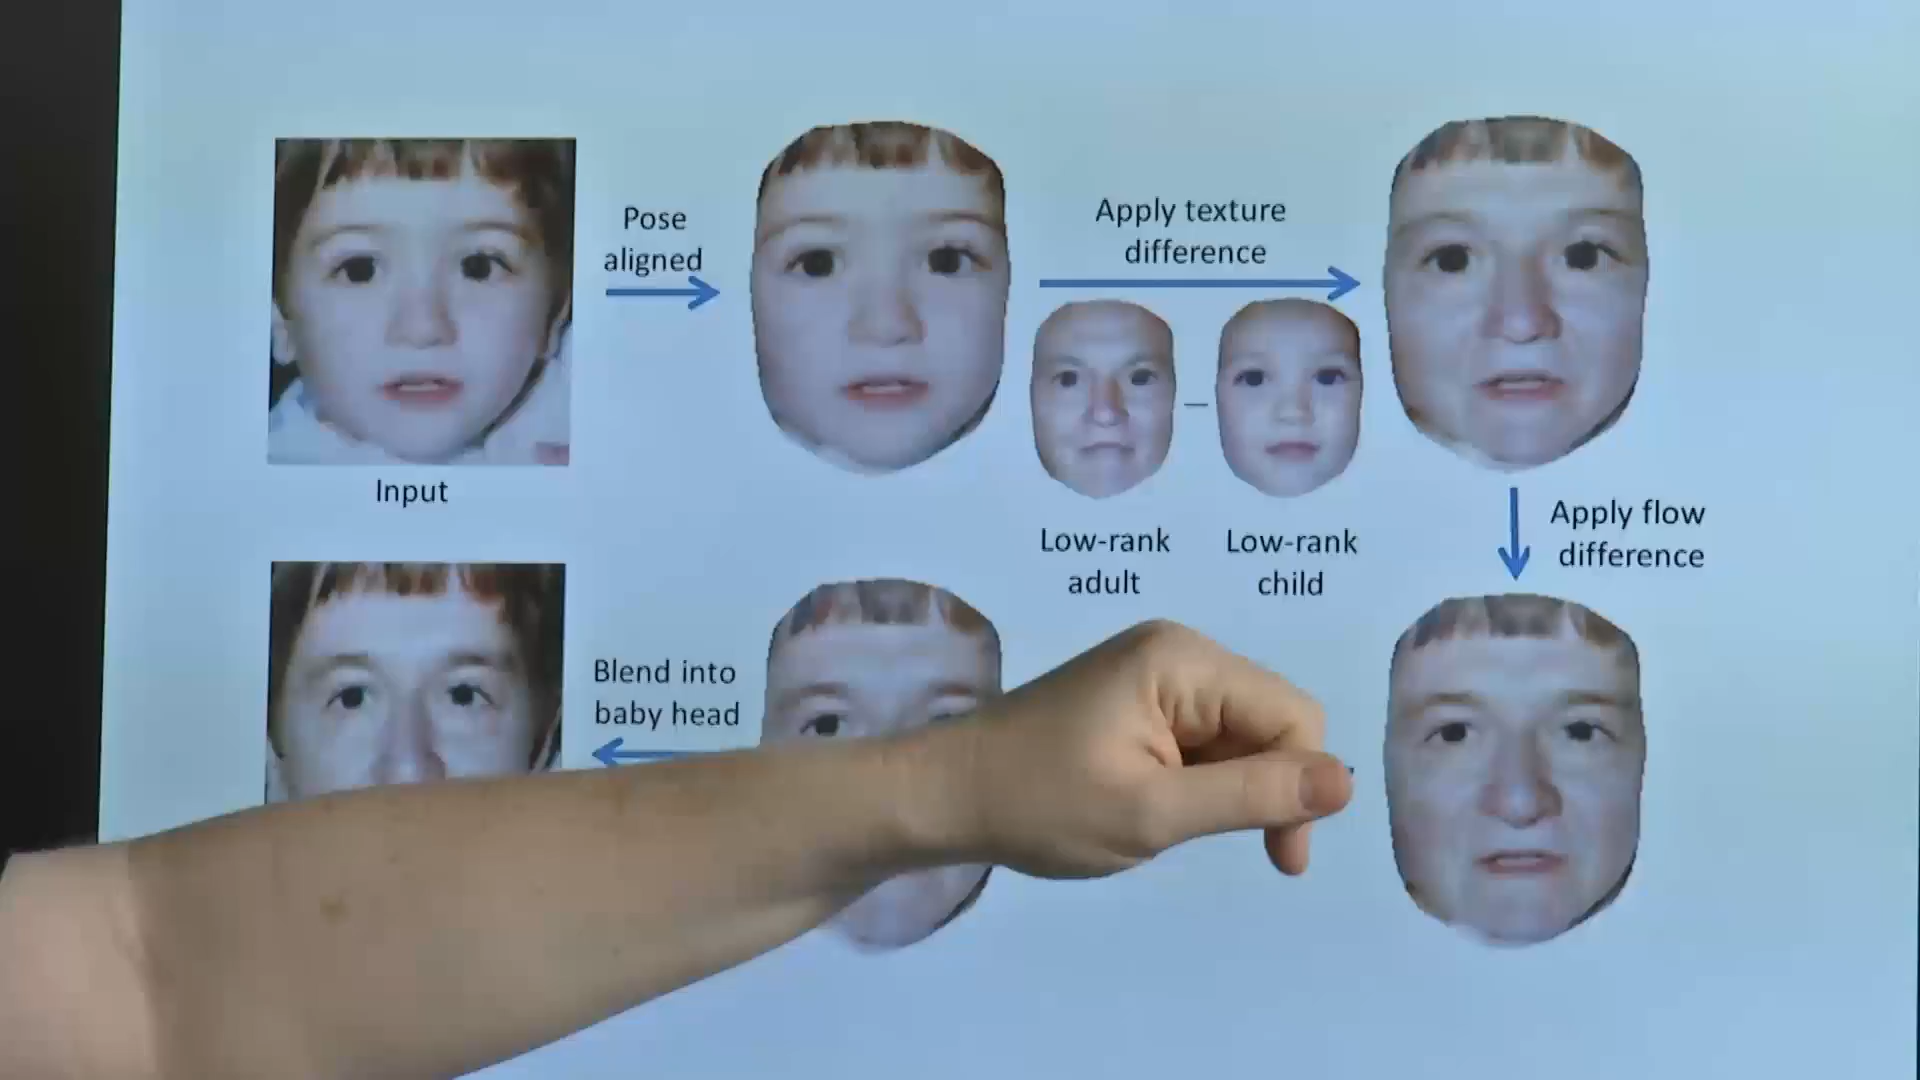 Pose
aligned
Apply texture
difference
Input
Low-rank
adult
Low-rank
child
Apply flow
difference
Blend into
baby head